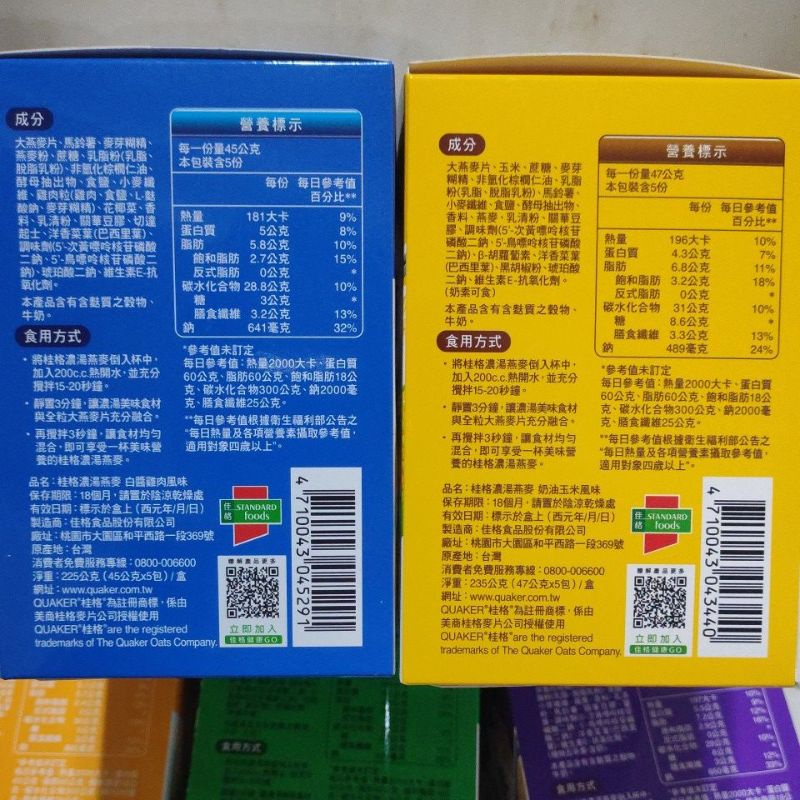 成分
大燕麥片、馬鈴薯、麥芽糊精、
燕麥粉、蔗糖、乳脂粉(乳脂、
脫脂乳粉)、非氫化棕櫚仁油、
酵母抽出物、食鹽、小麥纖
維、雞肉粒(雞肉、食鹽、L-麩
酸鈉、麥芽糊精)、花椰菜、香
料、乳清粉、關華豆膠、切達
起士、洋香菜葉(巴西里葉)、
調味劑(5'-次黃嘌呤核苷磷酸
二鈉、5'-鳥嘌呤核苷磷酸二
鈉)、琥珀酸二鈉、維生素E-抗
氧化劑。
本產品含有含麩質之穀物、
牛奶。
營養標示
每一份量45公克
本包裝含5份
每份 每日參考值
百分比**
熱量 181大卡 9%
蛋白質 5公克 8%
脂肪 5.8公克 10%
飽和脂肪 2.7公克 15%
反式脂肪 0公克 *
碳水化合物 28.8公克 10%
糖 3公克 *
膳食纖維 3.2公克 13%
鈉 641毫克 32%
*參考值未訂定
每日參考值：熱量2000大卡、蛋白質
60公克、脂肪60公克、飽和脂肪18公
克、碳水化合物300公克、鈉2000毫
克、膳食纖維25公克。
**每日參考值根據衛生福利部公告之
"每日熱量及各項營養素攝取參考值，
適用對象四歲以上"。
食用方式
・將桂格濃湯燕麥倒入杯中，
加入200c.c.熱開水，並充分
攪拌15-20秒鐘。
・靜置3分鐘，讓濃湯美味食材
與全粒大燕麥片充分融合。
・再攪拌3秒鐘，讓食材均勻
混合，即可享受一杯美味營
養的桂格濃湯燕麥。
品名：桂格濃湯燕麥 白醬雞肉風味
保存期限：18個月，請置於陰涼乾燥處
有效日期：標示於盒上（西元年/月/日）
製造商：佳格食品股份有限公司
廠址：桃園市大園區和平西路一段369號
原產地：台灣
消費者免費服務專線：0800-006600
淨重：225公克（45公克x5包）/盒
網址：www.quaker.com.tw
QUAKER"桂格"為註冊商標，係由
美商桂格麥片公司授權使用
QUAKER"桂格"are the registered
trademarks of The Quaker Oats Company.
佳格
STANDARD
foods
瞭解產品更多
立即加入
佳格健康GO
4710043045291
成分
大燕麥片、玉米、蔗糖、麥芽
糊精、非氫化棕櫚仁油、乳脂
粉(乳脂、脫脂乳粉)、馬鈴薯、
小麥纖維、食鹽、酵母抽出物、
香料、燕麥、乳清粉、關華豆
膠、調味劑(5'-次黃嘌呤核苷
磷酸二鈉、5'-鳥嘌呤核苷磷酸
二鈉)、β-胡蘿蔔素、洋香菜葉
(巴西里葉)、黑胡椒粉、琥珀酸
二鈉、維生素E-抗氧化劑。
(奶素可食)
本產品含有含麩質之穀物、
牛奶。
營養標示
每一份量47公克
本包裝含5份
每份 每日參考值
百分比**
熱量 196大卡 10%
蛋白質 4.3公克 7%
脂肪 6.8公克 11%
飽和脂肪 3.2公克 18%
反式脂肪 0公克 *
碳水化合物 31公克 10%
糖 8.6公克 *
膳食纖維 3.3公克 13%
鈉 489毫克 24%
*參考值未訂定
每日參考值：熱量2000大卡、蛋白質
60公克、脂肪60公克、飽和脂肪18公
克、碳水化合物300公克、鈉2000毫
克、膳食纖維25公克。
**每日參考值根據衛生福利部公告之
"每日熱量及各項營養素攝取參考值，
適用對象四歲以上"。
食用方式
・將桂格濃湯燕麥倒入杯中，
加入200c.c.熱開水，並充分
攪拌15-20秒鐘。
・靜置3分鐘，讓濃湯美味食材
與全粒大燕麥片充分融合。
・再攪拌3秒鐘，讓食材均勻
混合，即可享受一杯美味營
養的桂格濃湯燕麥。
品名：桂格濃湯燕麥 奶油玉米風味
保存期限：18個月，請置於陰涼乾燥處
有效日期：標示於盒上（西元年/月/日）
製造商：佳格食品股份有限公司
廠址：桃園市大園區和平西路一段369號
原產地：台灣
消費者免費服務專線：0800-006600
淨重：235公克（47公克x5包）/盒
網址：www.quaker.com.tw
QUAKER"桂格"為註冊商標，係由
美商桂格麥片公司授權使用
QUAKER"桂格"are the registered
trademarks of The Quaker Oats Company.
佳格
STANDARD
foods
瞭解產品更多
立即加入
佳格健康GO
4710043043440
食用方式
食用方式